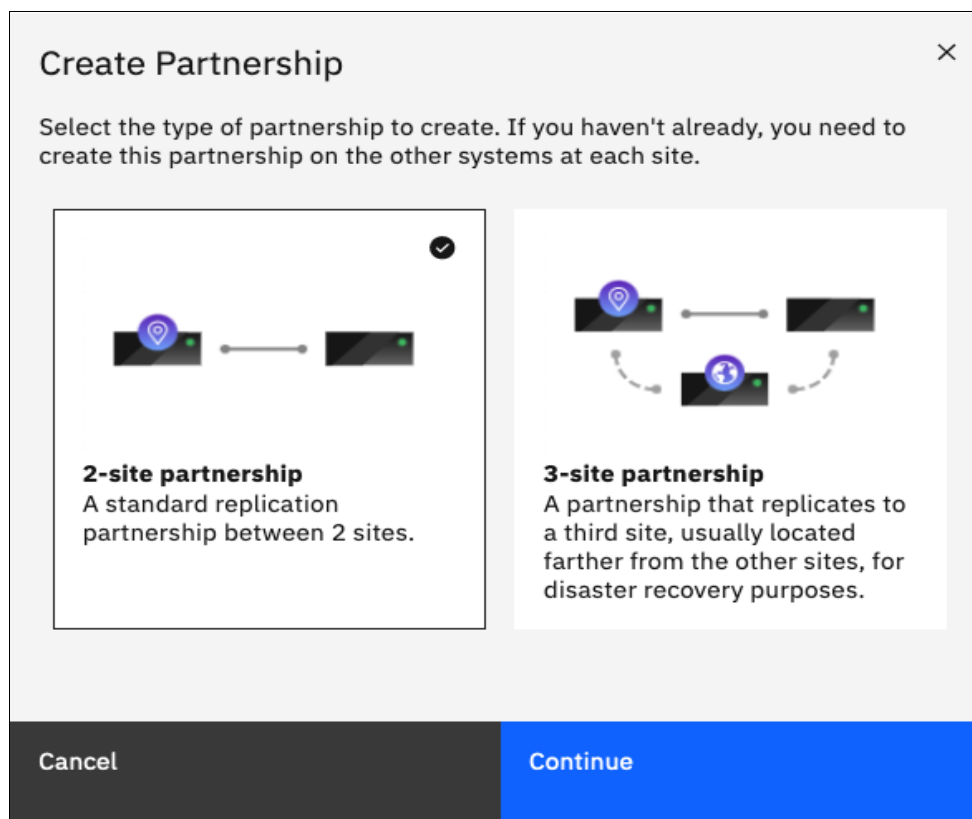 Create Partnership
Select the type of partnership to create. If you haven't already, you need to
create this partnership on the other systems at each site.
2-site partnership
A standard replication
partnership between 2 sites.
3-site partnership
A partnership that replicates to
a third site, usually located
farther from the other sites, for
disaster recovery purposes.
Cancel
Continue